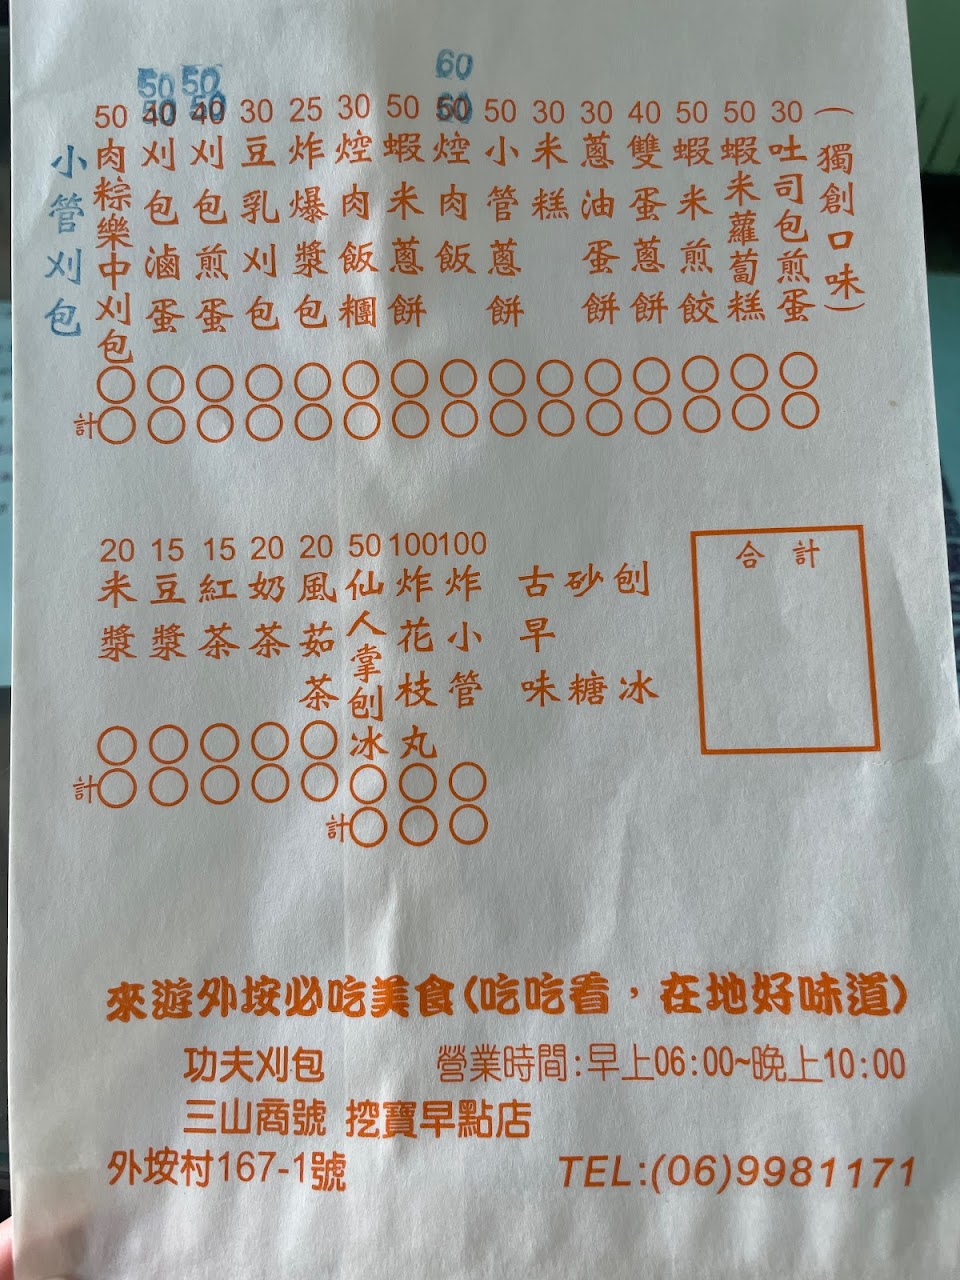 小管刈包
50 肉粽樂中刈包
50 50 40 刈包滷蛋
50 50 40 刈包煎蛋
30 豆乳刈包
25 炸爆漿包
30 焢肉飯糰
50 蝦米蔥餅
60 60 50 焢肉飯
50 小管蔥餅
30 米糕
30 蔥油蛋餅
40 雙蛋蔥餅
50 蝦米煎餃
50 蝦米蘿蔔糕
30 吐司包煎蛋
(獨創口味)
計
20 米漿
15 豆漿
15 紅茶
20 奶茶
20 風茹茶
50 仙人掌刨冰
100 炸花枝丸
100 炸小管
古早味
砂糖
刨冰
計
計
合計
來遊外垵必吃美食(吃吃看，在地好味道)
功夫刈包 營業時間:早上06:00~晚上10:00
三山商號 挖寶早點店
外垵村167-1號 TEL:(06)9981171